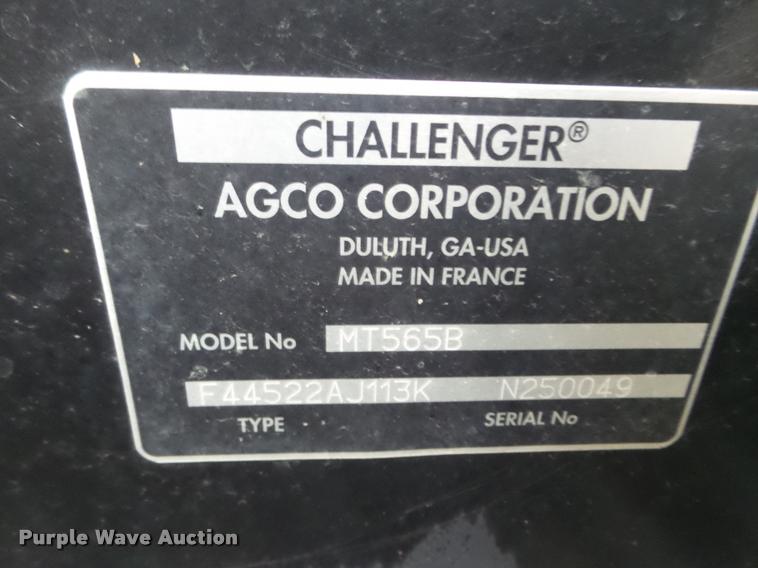 CHALLENGER®
AGCO CORPORATION
DULUTH, GA-USA
MADE IN FRANCE
MODEL No MT565B
F44522AJ113K N250049
TYPE SERIAL No
Purple Wave Auction